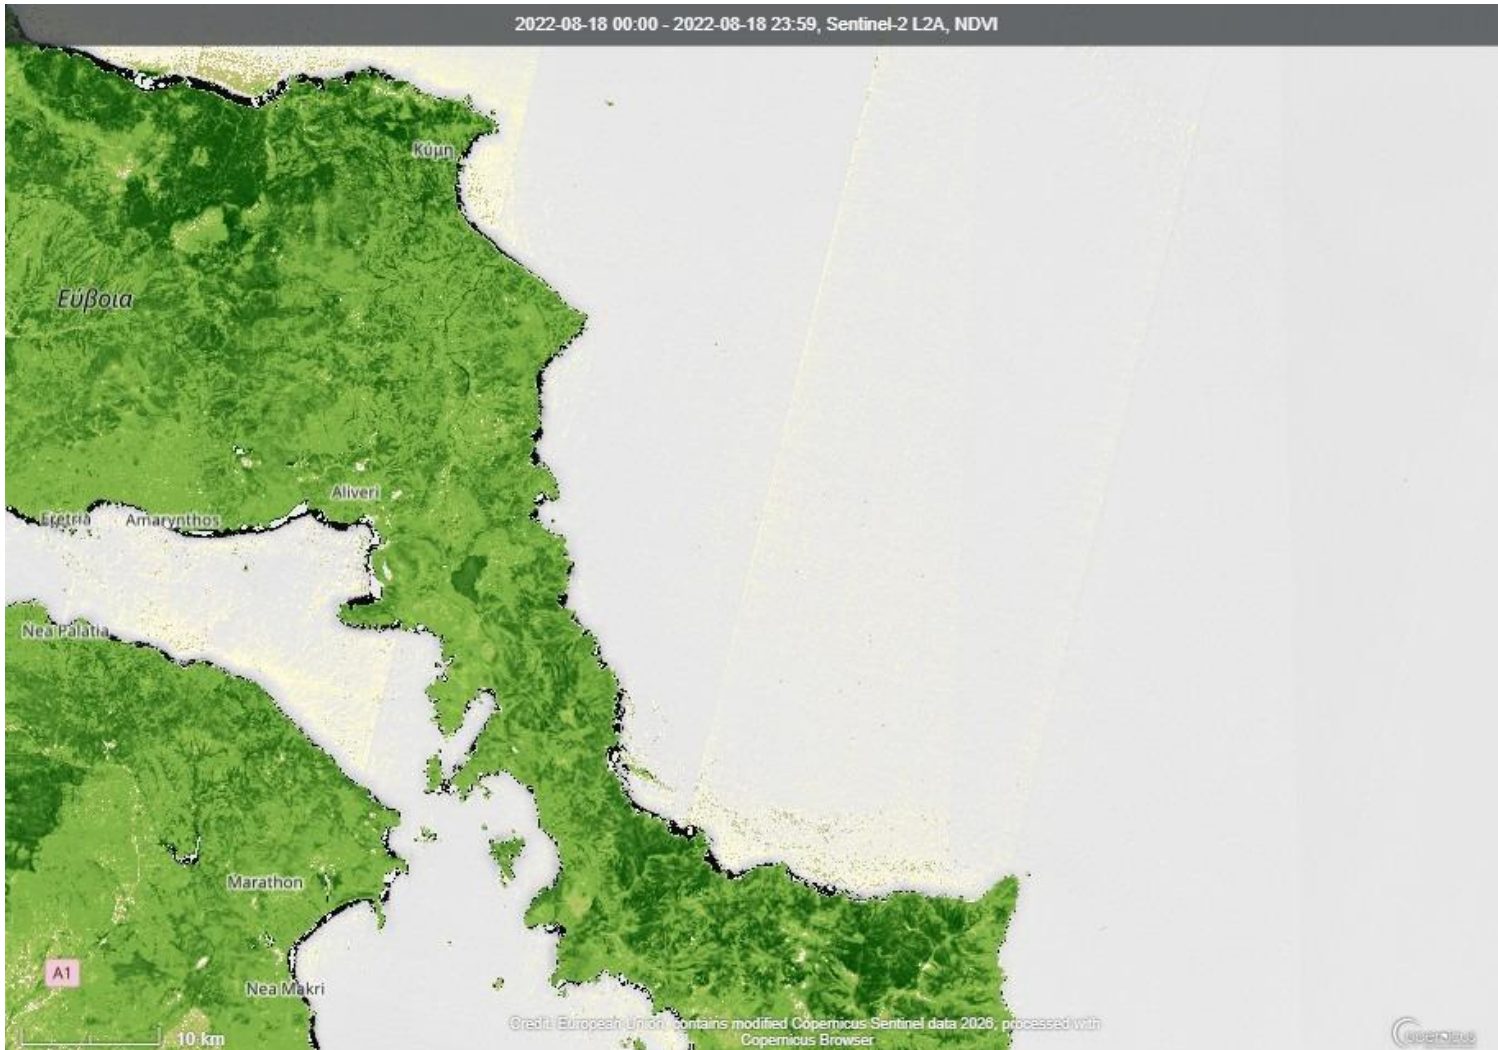 2022-08-18 00:00 - 2022-08-18 23:59, Sentinel-2 L2A, NDVI
Κύμη
Εύβοια
Aliveri
Eretria
Amarynthos
Nea Palatia
Marathon
A1
Nea Makri
Credit: European Union, contains modified Copernicus Sentinel data 2026, processed with
Copernicus Browser
10 km
opernicus